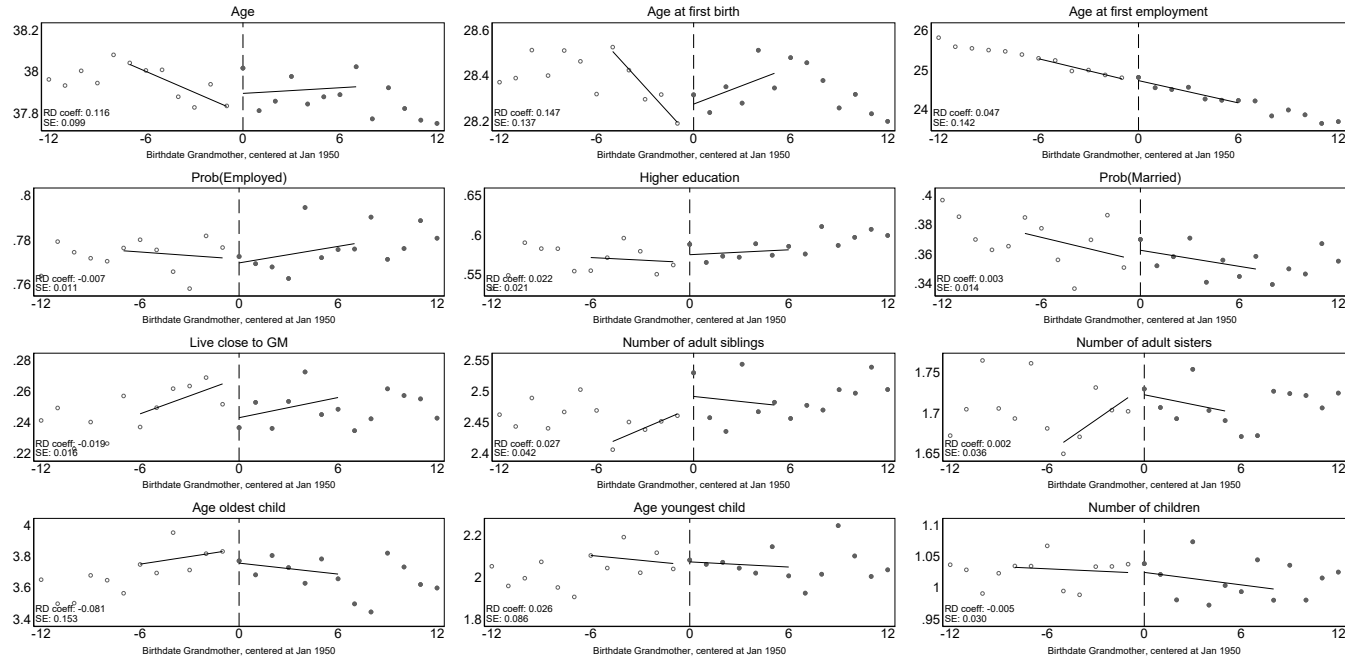 Age
38.2
38
37.8
RD coeff: 0.116
SE: 0.099
-12 -6 0 6 12
Birthdate Grandmother, centered at Jan 1950
Age at first birth
28.6
28.4
28.2
RD coeff: 0.147
SE: 0.137
-12 -6 0 6 12
Birthdate Grandmother, centered at Jan 1950
Age at first employment
26
25
24
RD coeff: 0.047
SE: 0.142
-12 -6 0 6 12
Birthdate Grandmother, centered at Jan 1950
Prob(Employed)
.8
.78
.76
RD coeff: -0.007
SE: 0.011
-12 -6 0 6 12
Birthdate Grandmother, centered at Jan 1950
Higher education
.65
.6
.55
RD coeff: 0.022
SE: 0.021
-12 -6 0 6 12
Birthdate Grandmother, centered at Jan 1950
Prob(Married)
.4
.38
.36
.34
RD coeff: 0.003
SE: 0.014
-12 -6 0 6 12
Birthdate Grandmother, centered at Jan 1950
Live close to GM
.28
.26
.24
.22
RD coeff: -0.019
SE: 0.016
-12 -6 0 6 12
Birthdate Grandmother, centered at Jan 1950
Number of adult siblings
2.55
2.5
2.45
2.4
RD coeff: 0.027
SE: 0.042
-12 -6 0 6 12
Birthdate Grandmother, centered at Jan 1950
Number of adult sisters
1.75
1.7
1.65
RD coeff: 0.002
SE: 0.036
-12 -6 0 6 12
Birthdate Grandmother, centered at Jan 1950
Age oldest child
4
3.8
3.6
3.4
RD coeff: -0.081
SE: 0.153
-12 -6 0 6 12
Birthdate Grandmother, centered at Jan 1950
Age youngest child
2.2
2
1.8
RD coeff: 0.026
SE: 0.086
-12 -6 0 6 12
Birthdate Grandmother, centered at Jan 1950
Number of children
1.1
1.05
1
.95
RD coeff: -0.005
SE: 0.030
-12 -6 0 6 12
Birthdate Grandmother, centered at Jan 1950